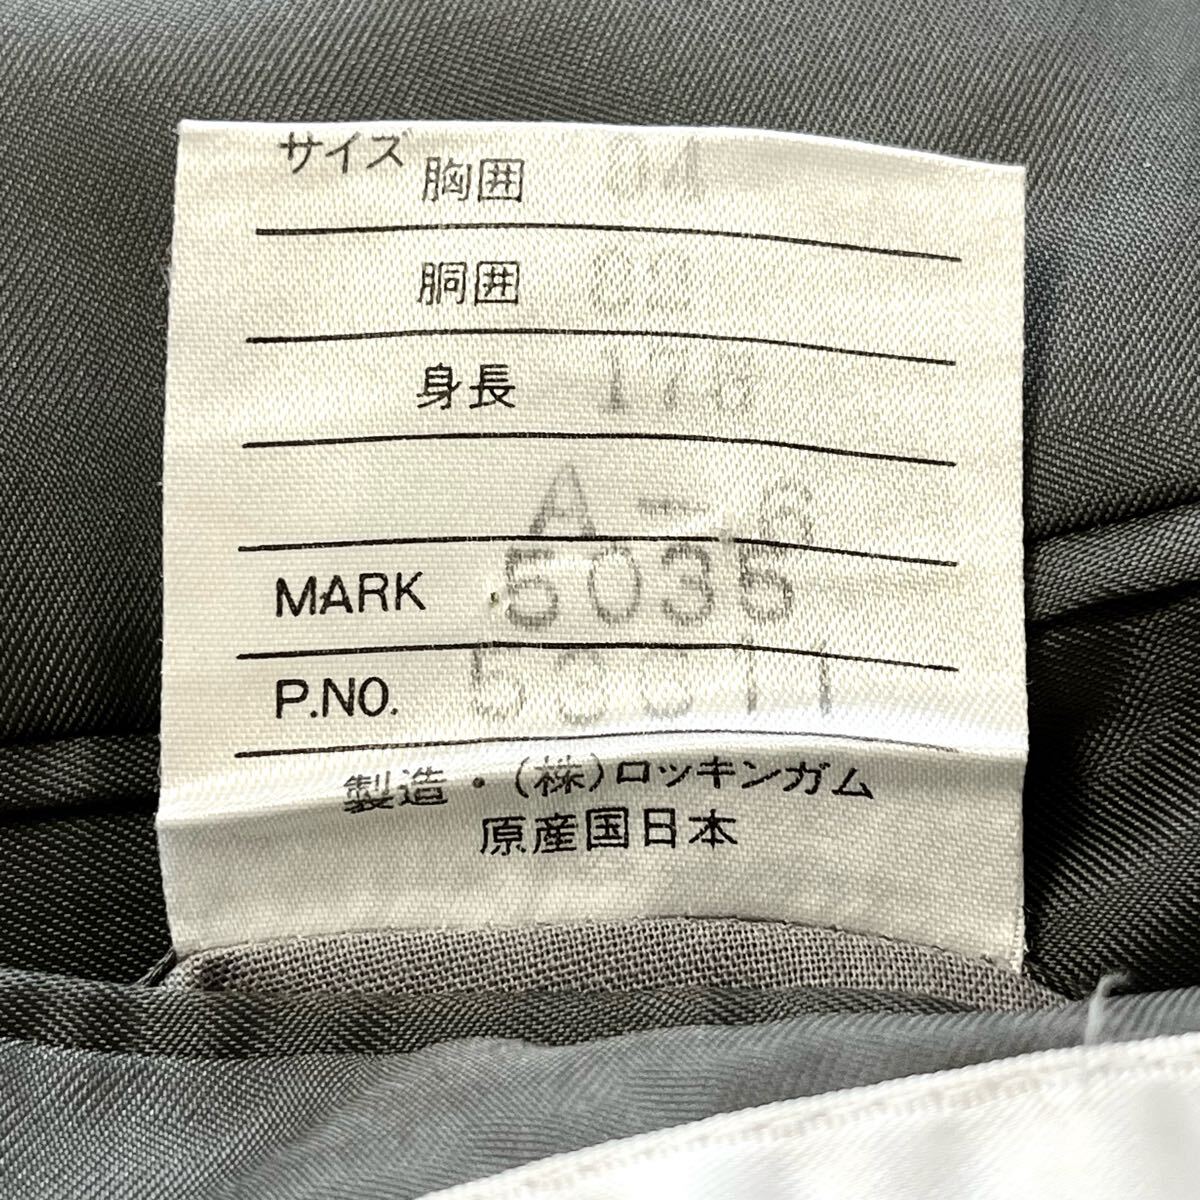 サイズ 胸囲
胴囲
身長
A-6
MARK 5035
P.NO.
製造・(株)ロッキンガム
原産国日本